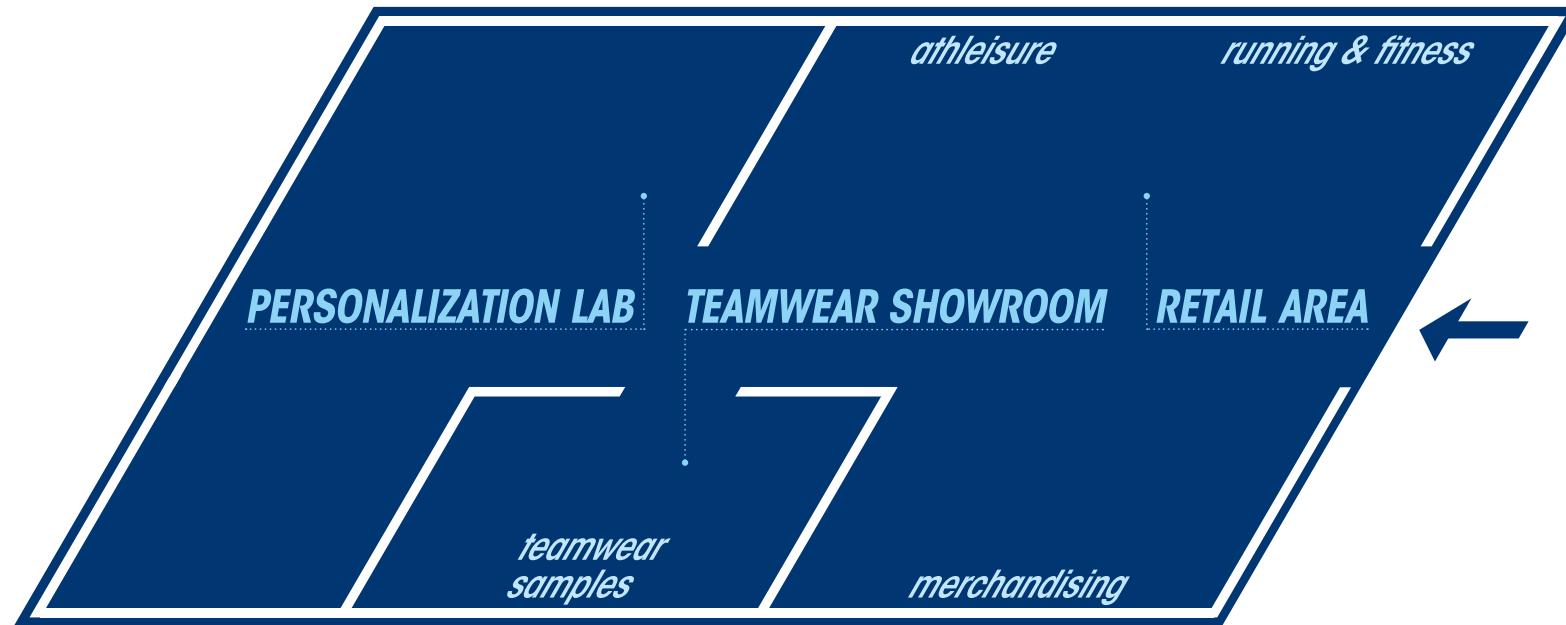 athleisure
running & fitness
PERSONALIZATION LAB
TEAMWEAR SHOWROOM
RETAIL AREA
teamwear
samples
merchandising